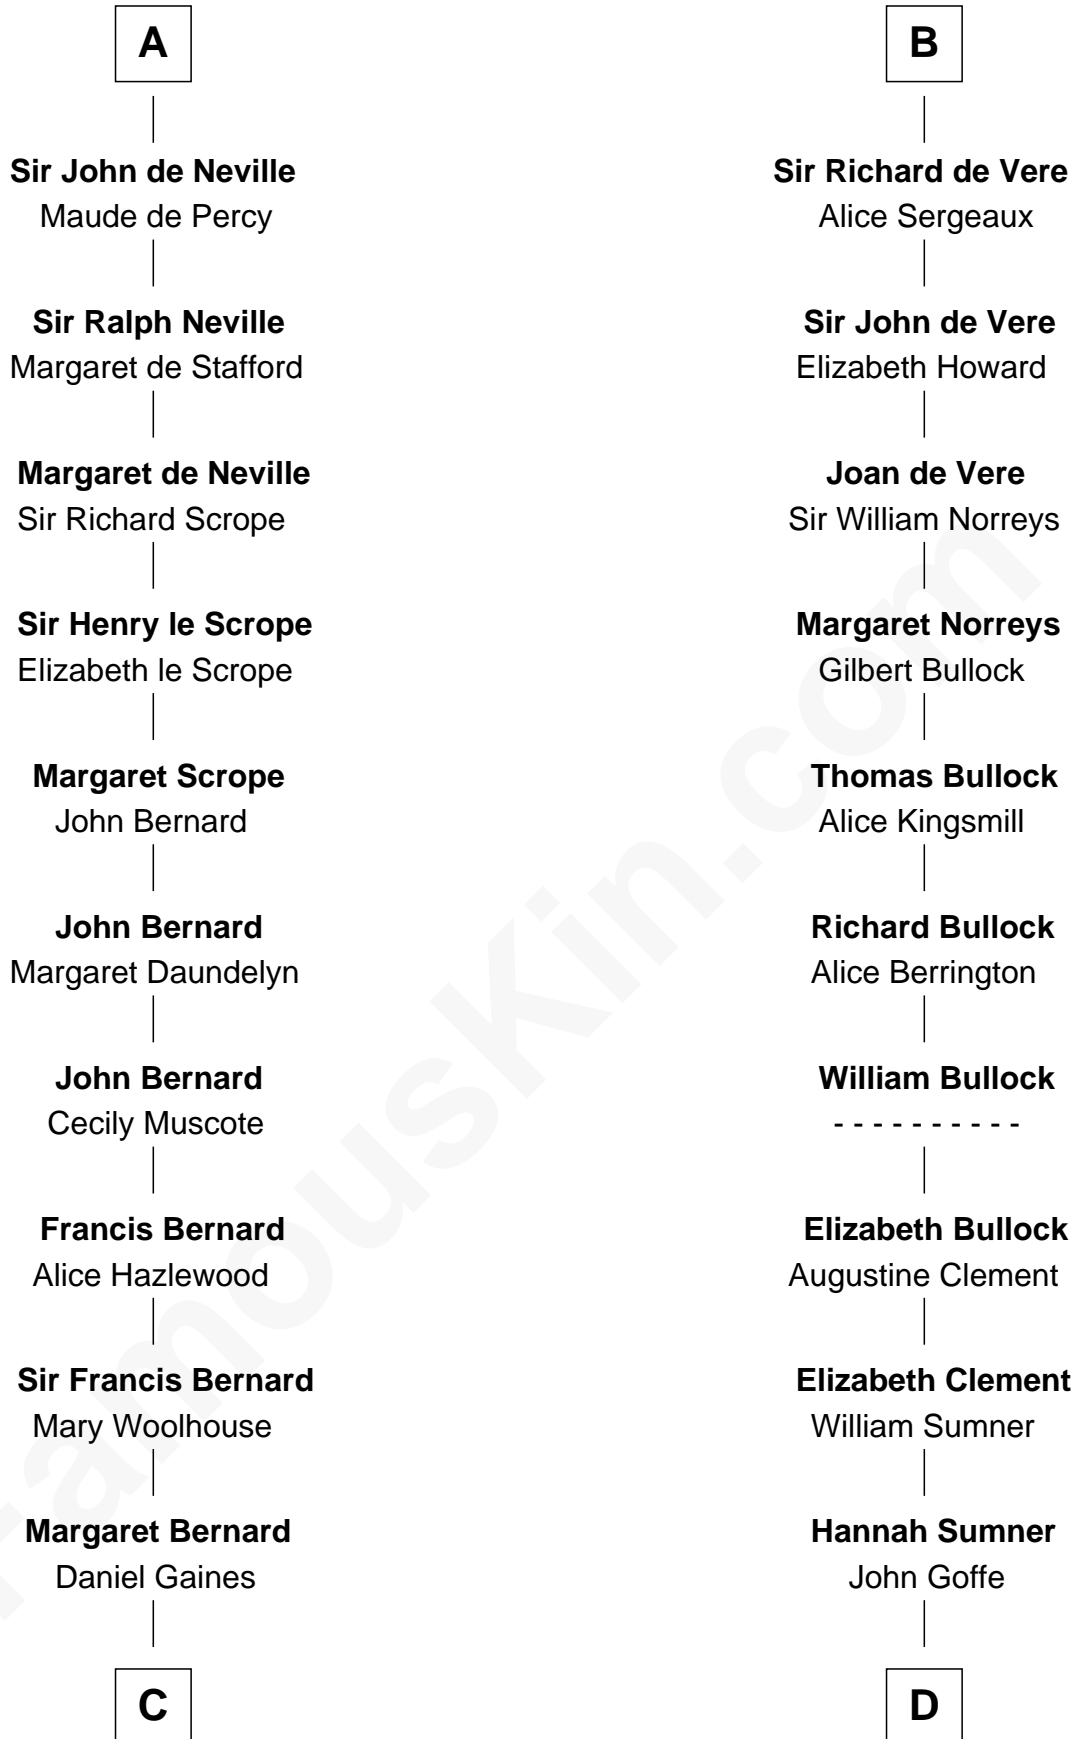 A
Sir John de Neville
Maude de Percy
Sir Ralph Neville
Margaret de Stafford
Margaret de Neville
Sir Richard Scrope
Sir Henry le Scrope
Elizabeth le Scrope
Margaret Scrope
John Bernard
John Bernard
Margaret Daundelyn
John Bernard
Cecily Muscote
Francis Bernard
Alice Hazlewood
Sir Francis Bernard
Mary Woolhouse
Margaret Bernard
Daniel Gaines
C
B
Sir Richard de Vere
Alice Sergeaux
Sir John de Vere
Elizabeth Howard
Joan de Vere
Sir William Norreys
Margaret Norreys
Gilbert Bullock
Thomas Bullock
Alice Kingsmill
Richard Bullock
Alice Berrington
William Bullock
- - - - - - - - - -
Elizabeth Bullock
Augustine Clement
Elizabeth Clement
William Sumner
Hannah Sumner
John Goffe
D
FamousKin.com